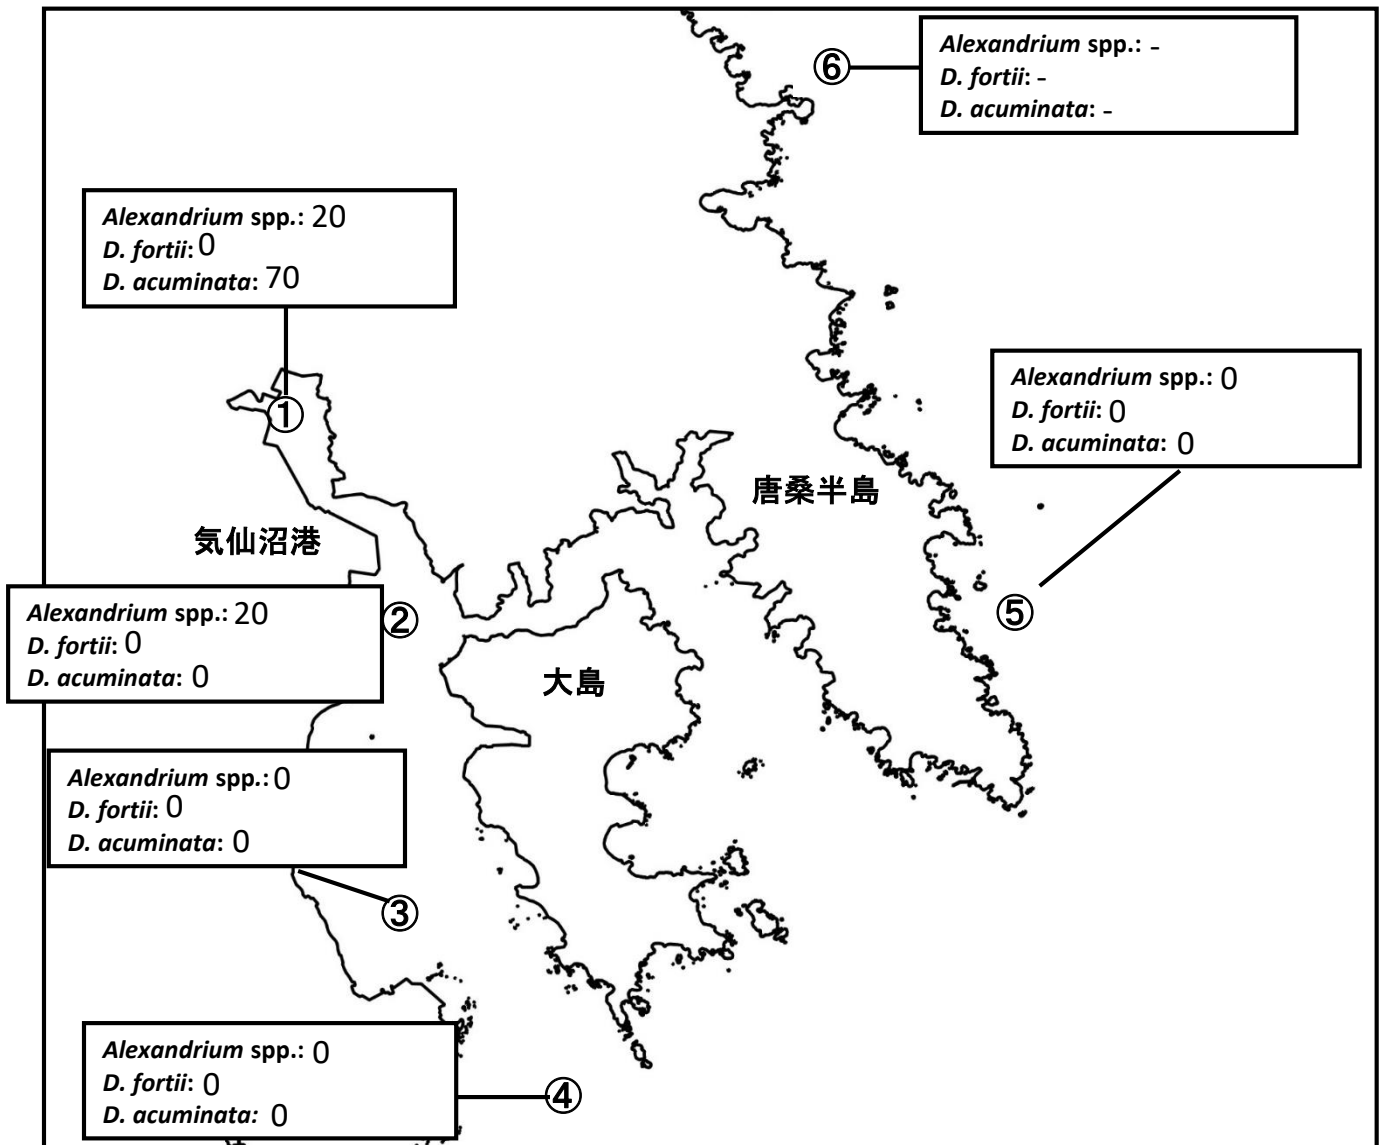 ⑥
Alexandrium spp.: -
D. fortii: -
D. acuminata: -
Alexandrium spp.: 20
D. fortii: 0
D. acuminata: 70
①
Alexandrium spp.: 0
D. fortii: 0
D. acuminata: 0
唐桑半島
気仙沼港
Alexandrium spp.: 20
D. fortii: 0
D. acuminata: 0
②
⑤
大島
Alexandrium spp.: 0
D. fortii: 0
D. acuminata: 0
③
Alexandrium spp.: 0
D. fortii: 0
D. acuminata: 0
④